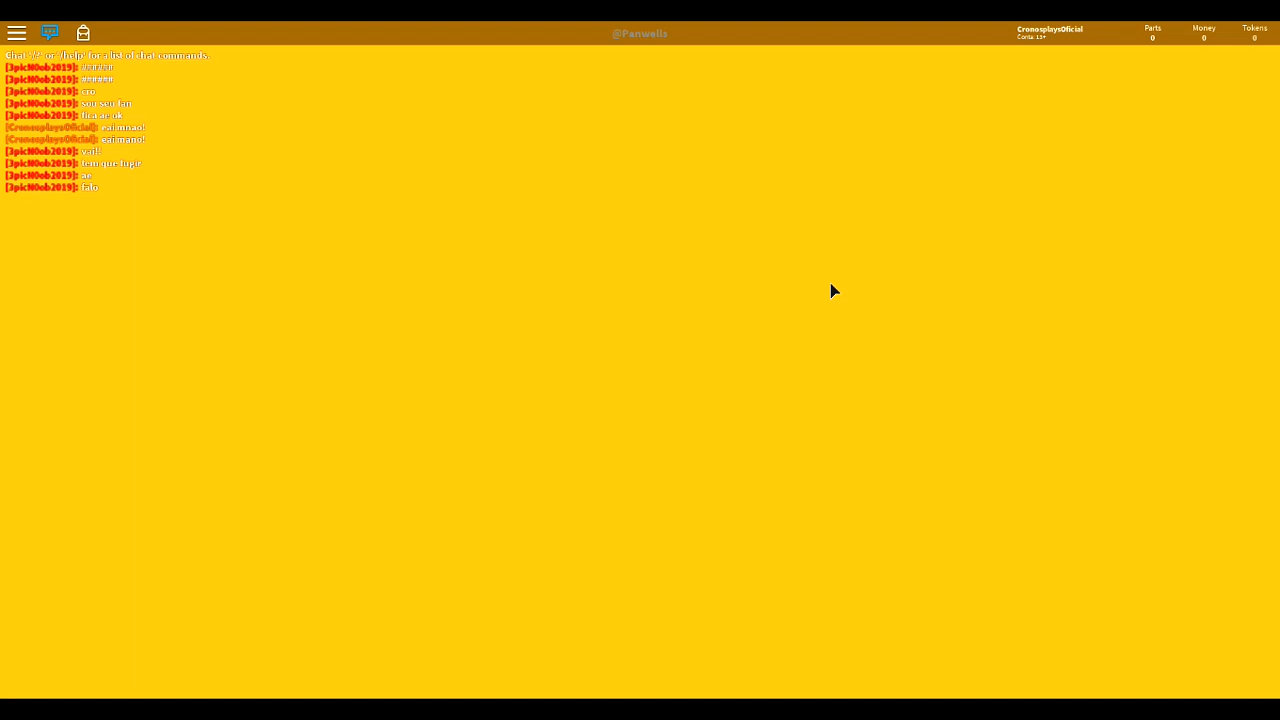 @Panwells
CronosplaysOficial
Conta: 13+
Parts
0
Money
0
Tokens
0
Chat '/?' or '/help' for a list of chat commands.
[3picN0ob2019]: ######
[3picN0ob2019]: ######
[3picN0ob2019]: cro
[3picN0ob2019]: sou seu fan
[3picN0ob2019]: fica ae ok
[CronosplaysOficial]: eai mnao!
[CronosplaysOficial]: eai mano!
[3picN0ob2019]: vai!!
[3picN0ob2019]: tem que fugir
[3picN0ob2019]: ae
[3picN0ob2019]: falo